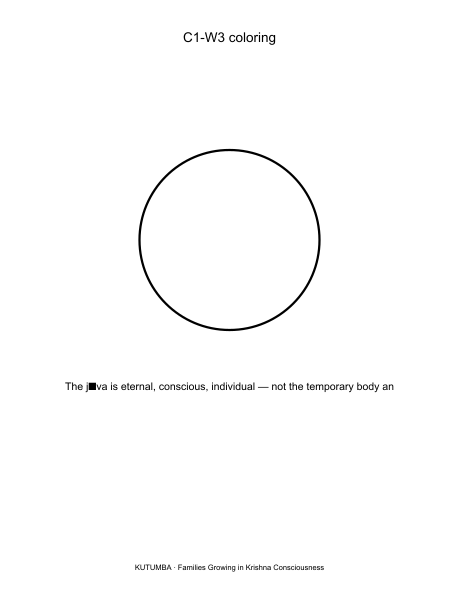 C1-W3 coloring
The j■va is eternal, conscious, individual — not the temporary body an
KUTUMBA · Families Growing in Krishna Consciousness